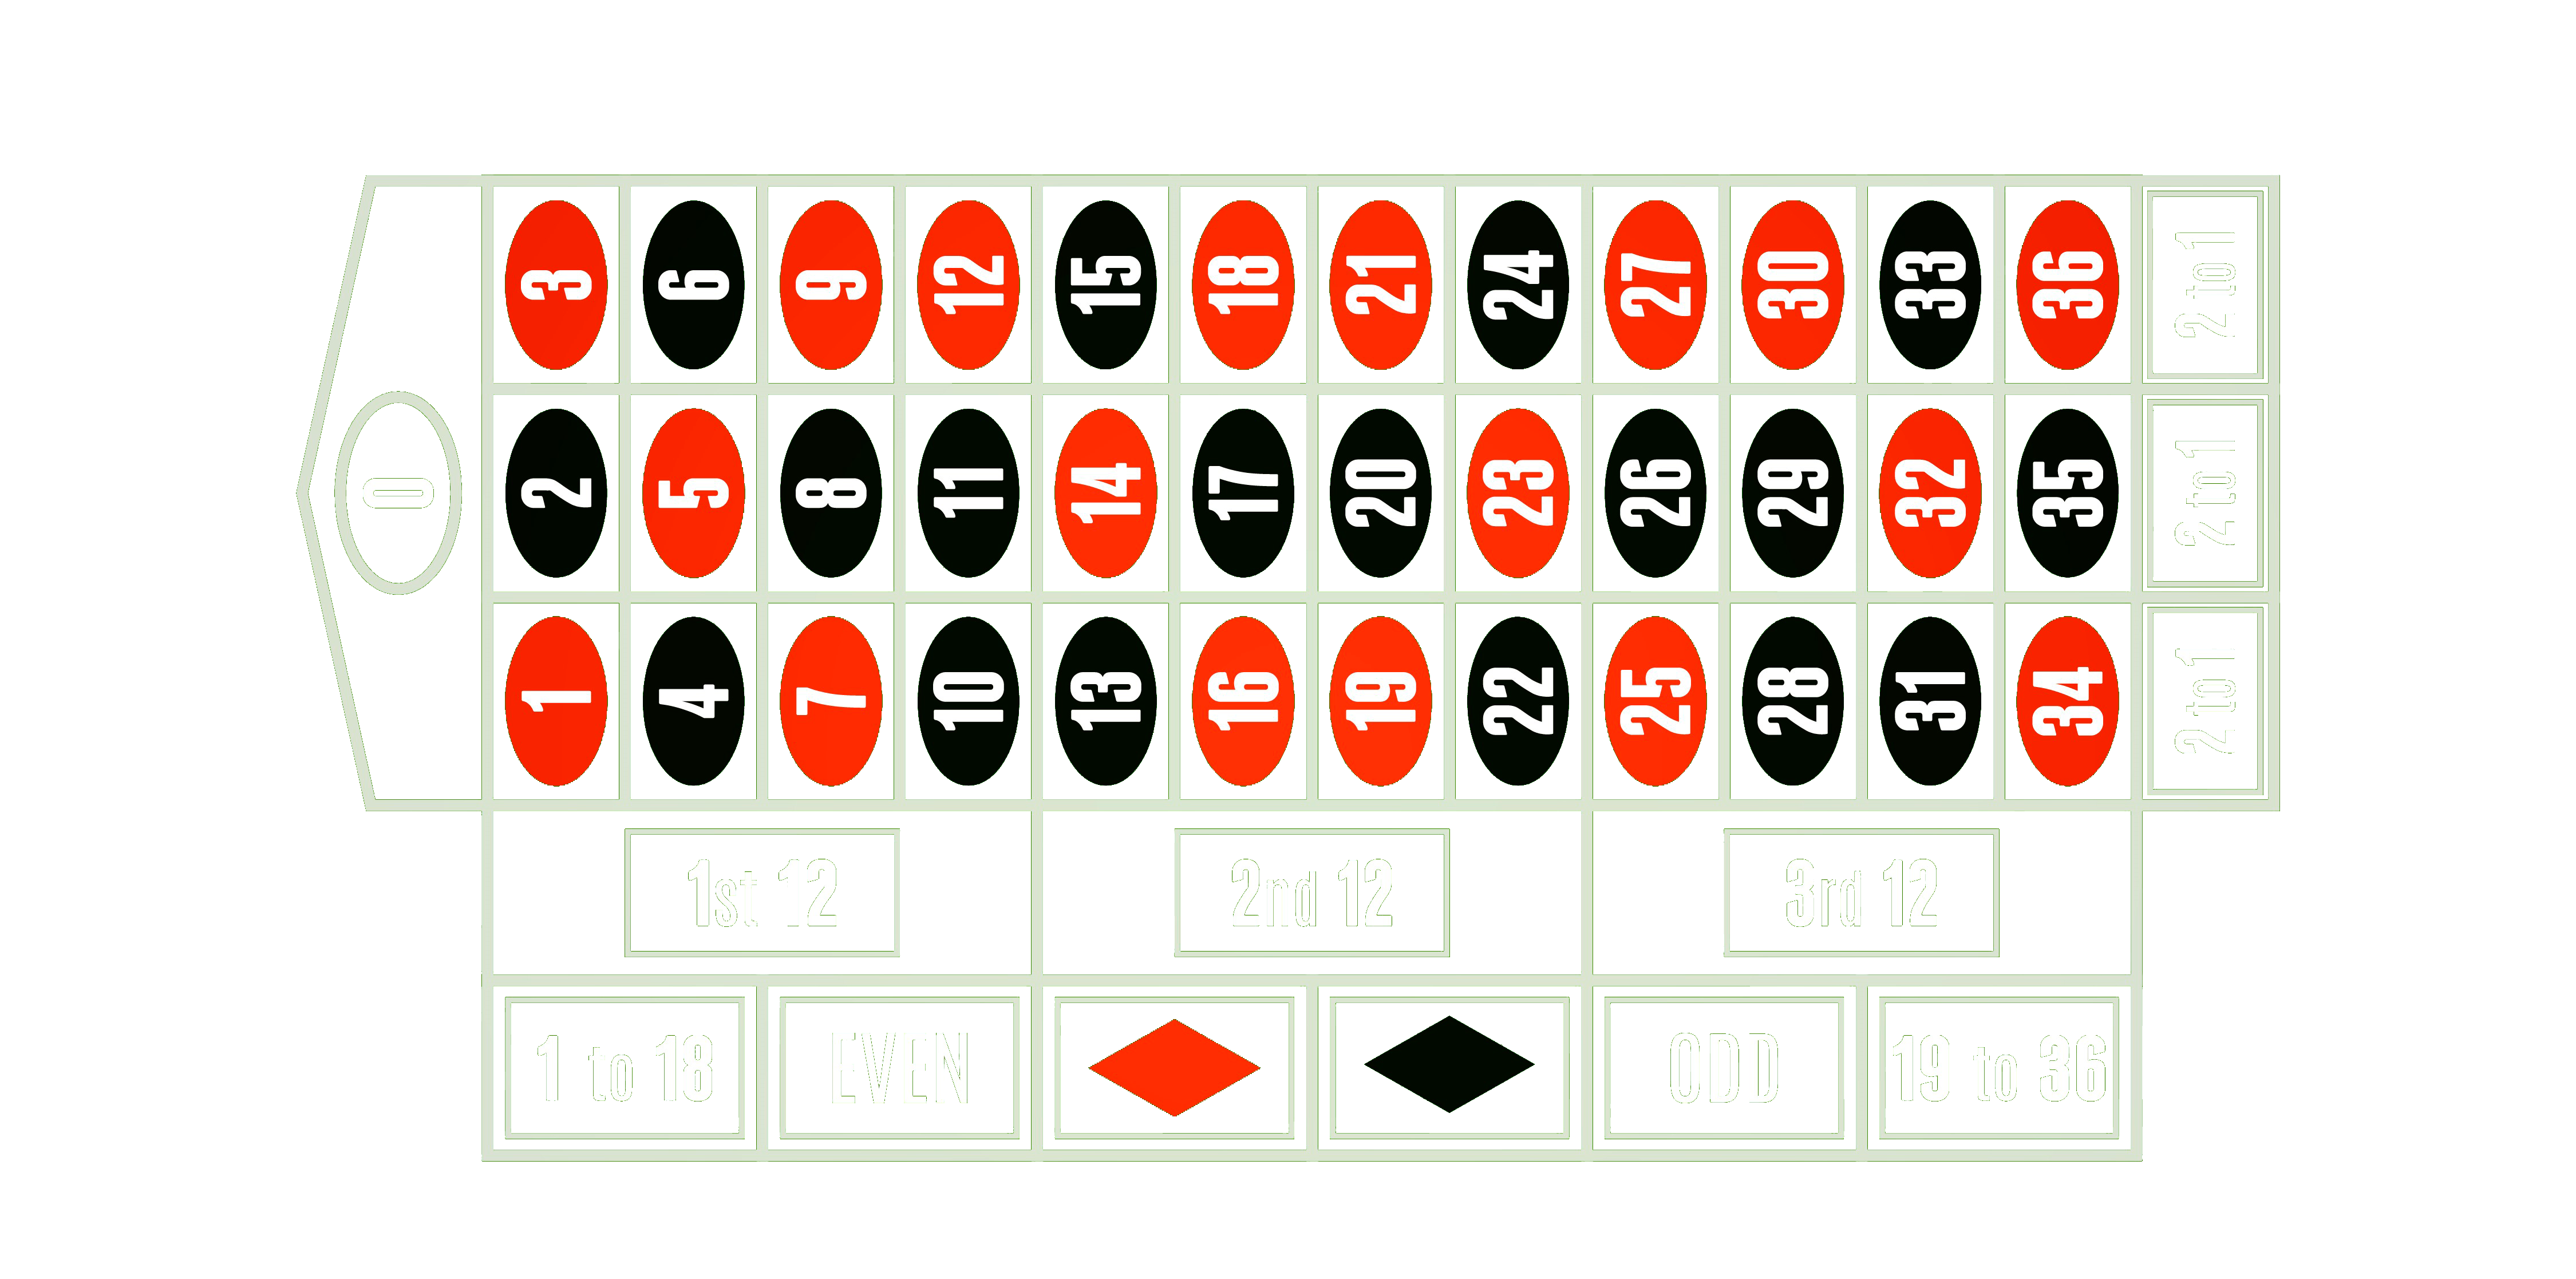 3 6 9 12 15 18 21 24 27 30 33 36 2 to 1
0 2 5 8 11 14 17 20 23 26 29 32 35 2 to 1
1 4 7 10 13 16 19 22 25 28 31 34 2 to 1
1st 12 2nd 12 3rd 12
1 to 18 EVEN ODD 19 to 36